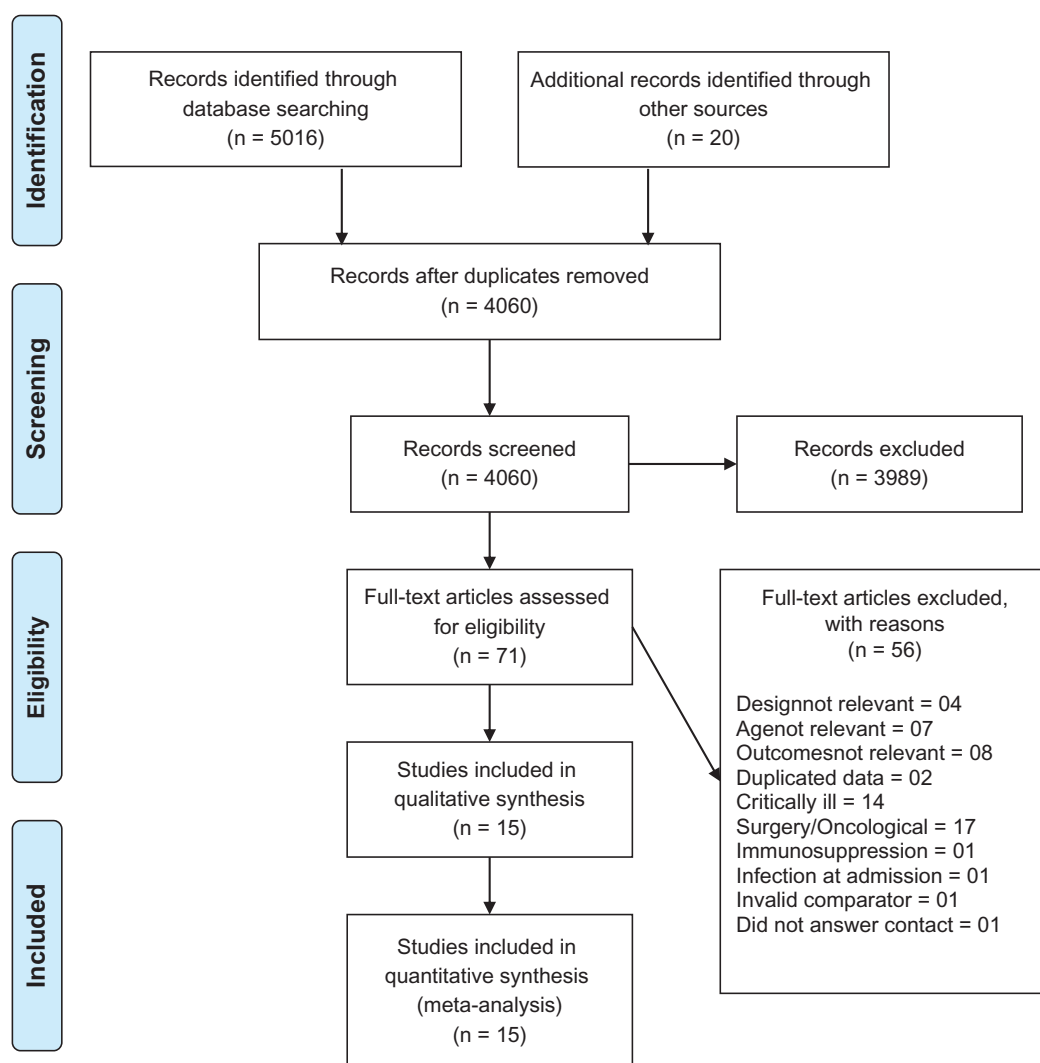 Identification
Records identified through
database searching
(n = 5016)
Additional records identified through
other sources
(n = 20)
Records after duplicates removed
(n = 4060)
Screening
Records screened
(n = 4060)
Records excluded
(n = 3989)
Eligibility
Full-text articles assessed
for eligibility
(n = 71)
Full-text articles excluded,
with reasons
(n = 56)
Designnot relevant = 04
Agenot relevant = 07
Outcomesnot relevant = 08
Duplicated data = 02
Critically ill = 14
Surgery/Oncological = 17
Immunosuppression = 01
Infection at admission = 01
Invalid comparator = 01
Did not answer contact = 01
Studies included in
qualitative synthesis
(n = 15)
Included
Studies included in
quantitative synthesis
(meta-analysis)
(n = 15)